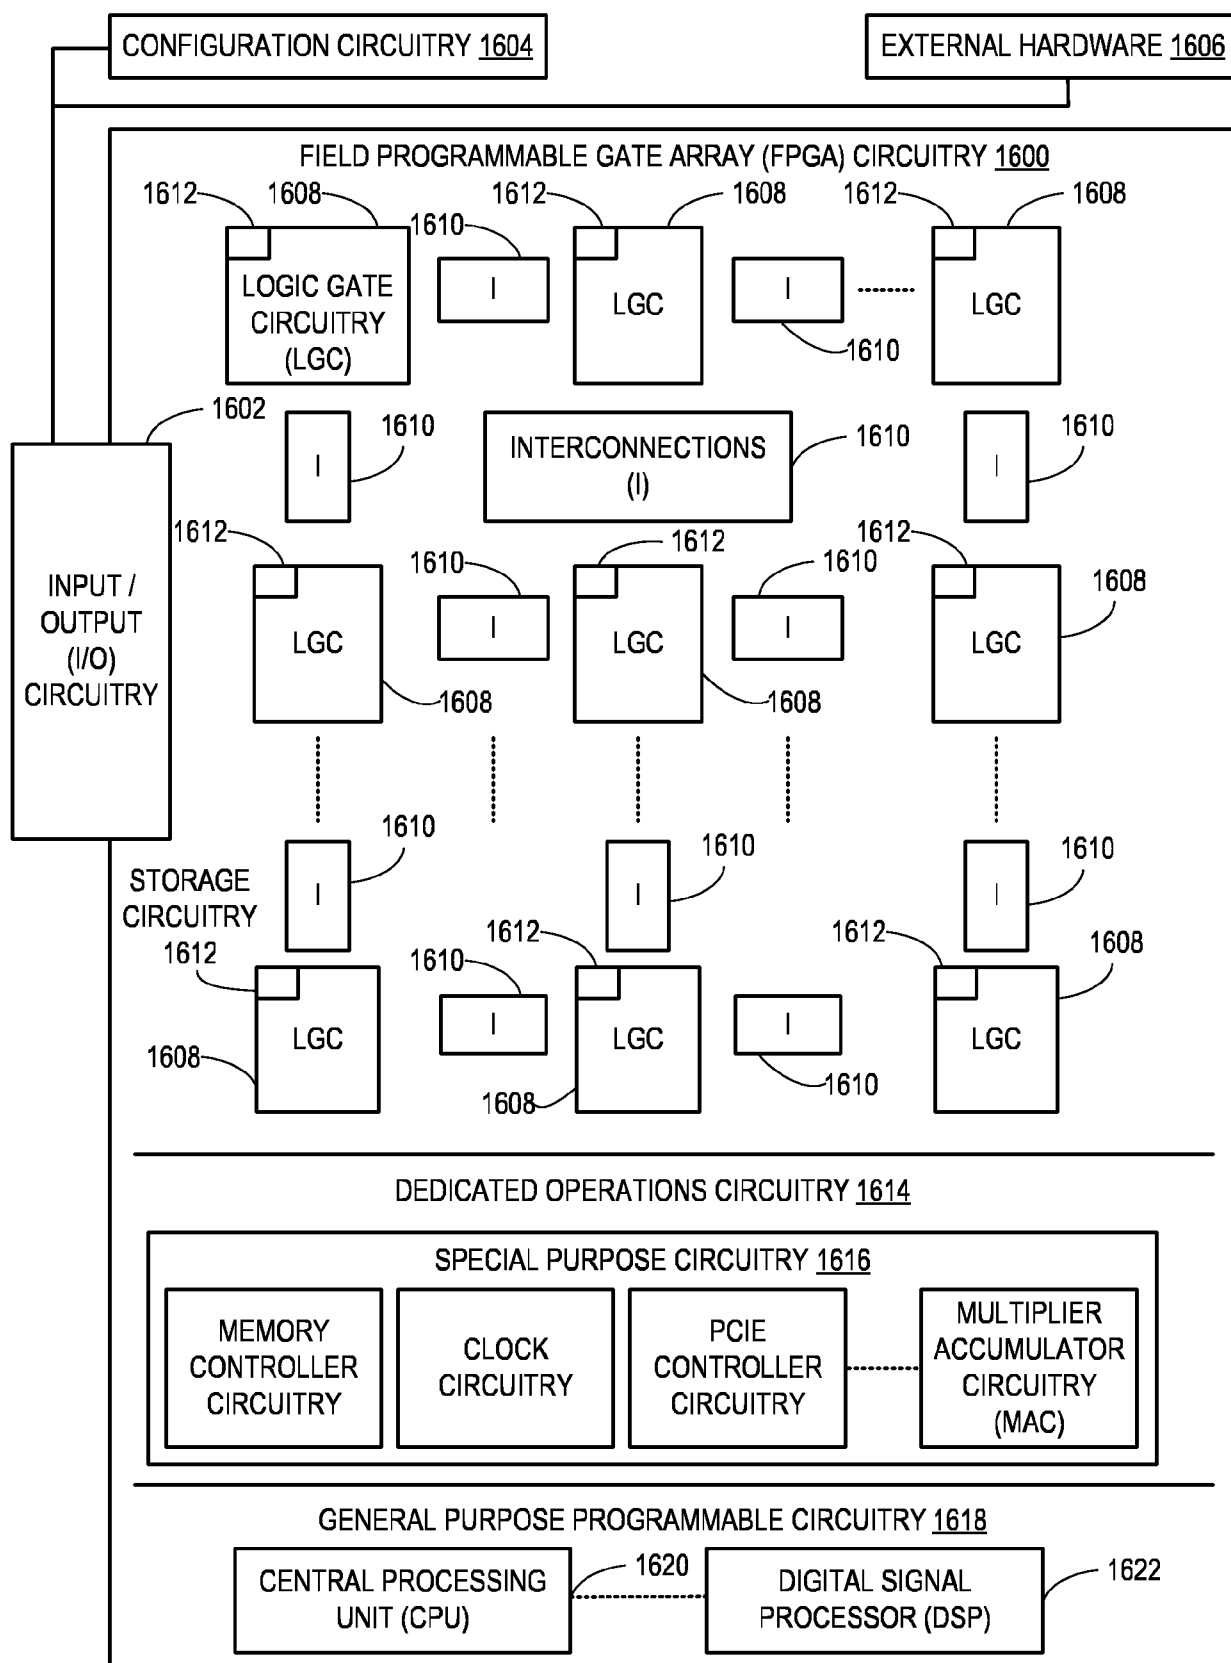 CONFIGURATION CIRCUITRY 1604
EXTERNAL HARDWARE 1606
FIELD PROGRAMMABLE GATE ARRAY (FPGA) CIRCUITRY 1600
1612
1608
1610
1612
1608
1612
1608
LOGIC GATE
CIRCUITRY
(LGC)
I
LGC
I
LGC
1610
1602
1610
1610
1610
I
INTERCONNECTIONS
(I)
I
1612
1610
1612
1610
1612
1608
INPUT /
OUTPUT
(I/O)
CIRCUITRY
LGC
I
LGC
I
LGC
1608
1608
1610
1610
1610
STORAGE
CIRCUITRY
I
I
I
1612
1610
1612
1612
1608
LGC
I
LGC
I
LGC
1608
1608
1610
DEDICATED OPERATIONS CIRCUITRY 1614
SPECIAL PURPOSE CIRCUITRY 1616
MEMORY
CONTROLLER
CIRCUITRY
CLOCK
CIRCUITRY
PCIE
CONTROLLER
CIRCUITRY
MULTIPLIER
ACCUMULATOR
CIRCUITRY
(MAC)
GENERAL PURPOSE PROGRAMMABLE CIRCUITRY 1618
CENTRAL PROCESSING
UNIT (CPU)
1620
DIGITAL SIGNAL
PROCESSOR (DSP)
1622